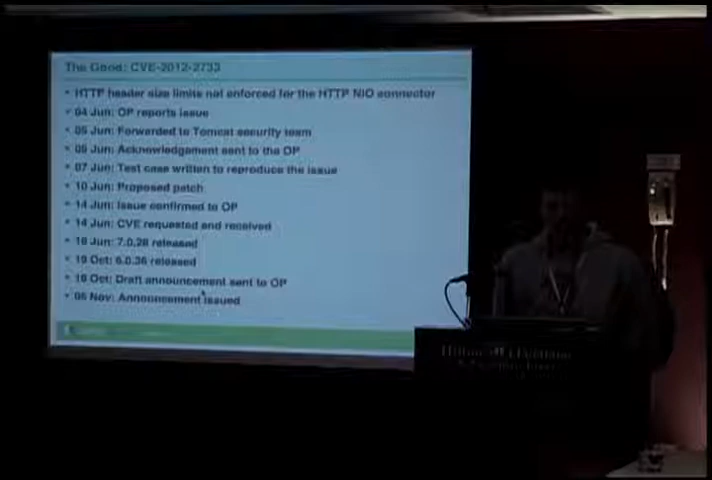 The Good: CVE-2012-2733
• HTTP header size limits not enforced for the HTTP NIO connector
• 04 Jun: OP reports issue
• 05 Jun: Forwarded to Tomcat security team
• 05 Jun: Acknowledgement sent to the OP
• 07 Jun: Test case written to reproduce the issue
• 10 Jun: Proposed patch
• 14 Jun: Issue confirmed to OP
• 14 Jun: CVE requested and received
• Jun: 7.0.28 released
• 19 Oct: 6.0.36 released
• Oct: Draft announcement sent to OP
• 05 Nov: Announcement issued
Hilton